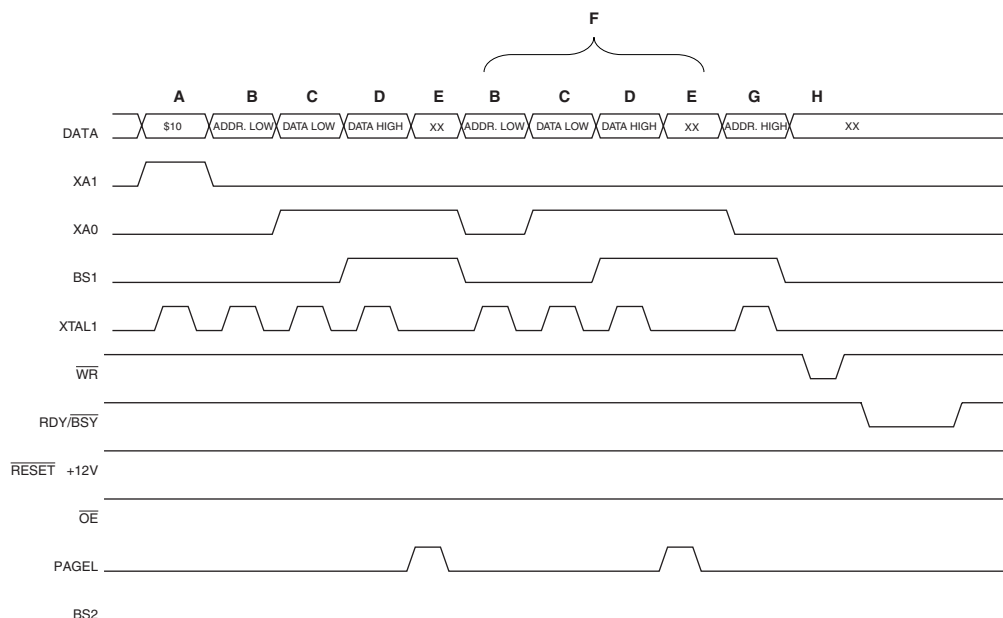 F
A B C D E B C D E G H
DATA $10 ADDR. LOW DATA LOW DATA HIGH XX ADDR. LOW DATA LOW DATA HIGH XX ADDR. HIGH XX
XA1
XA0
BS1
XTAL1
WR
RDY/BSY
RESET +12V
OE
PAGEL
BS2